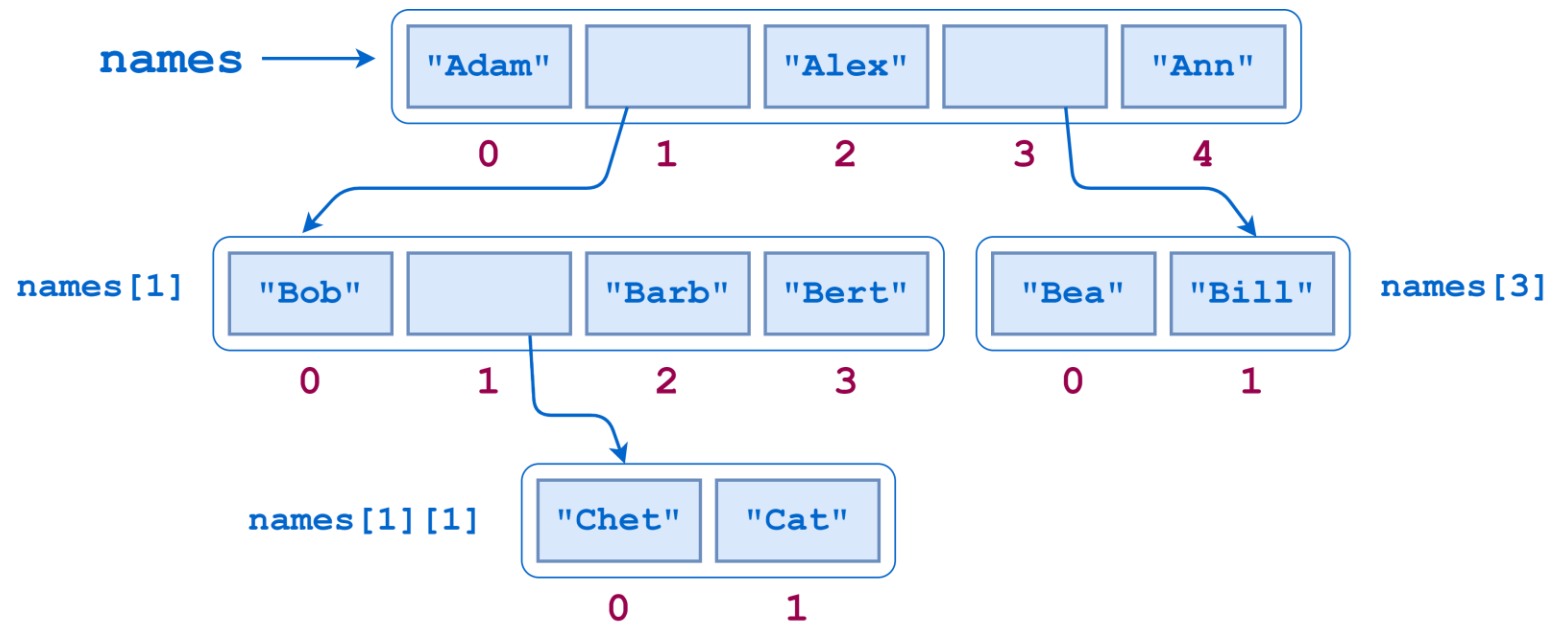 names "Adam" "Alex" "Ann"
0 1 2 3 4
names[1] "Bob" "Barb" "Bert" "Bea" "Bill" names[3]
0 1 2 3 0 1
names[1][1] "Chet" "Cat"
0 1